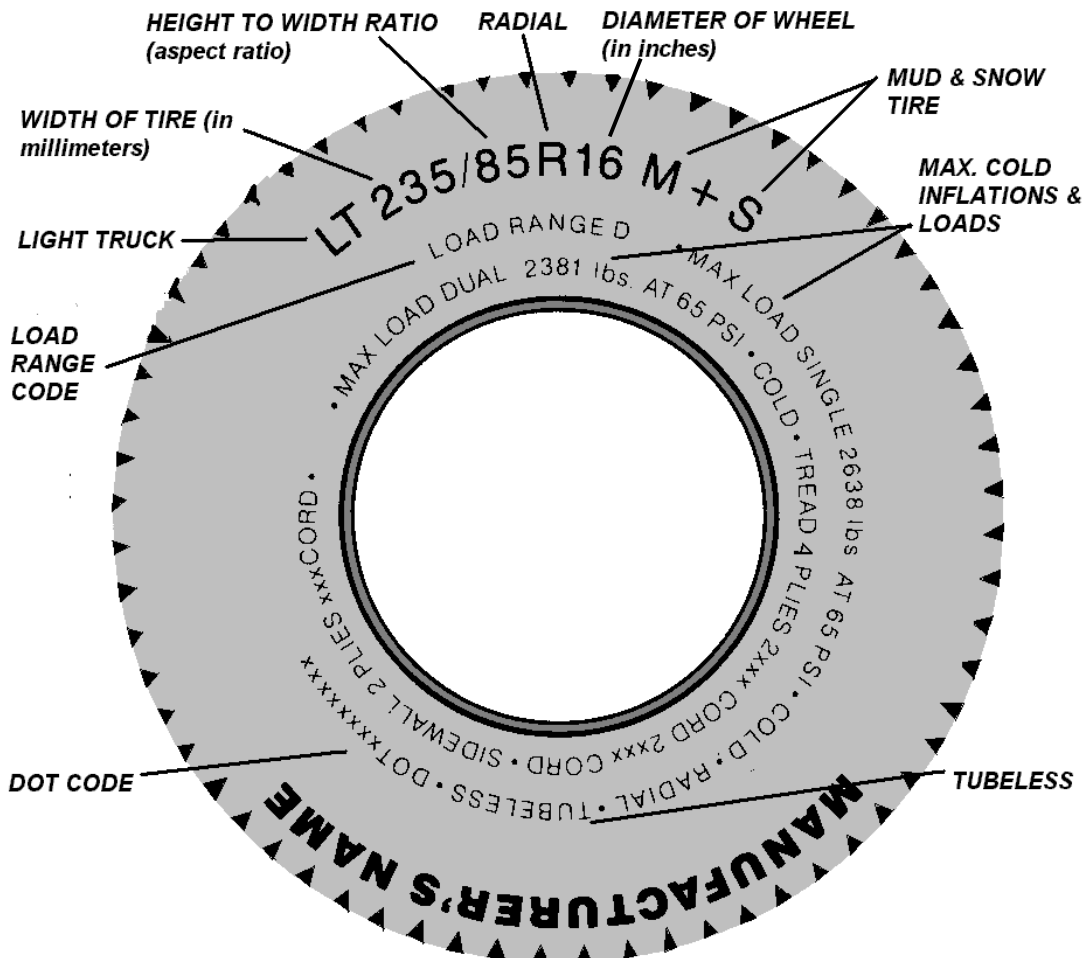 HEIGHT TO WIDTH RATIO
(aspect ratio)
RADIAL
DIAMETER OF WHEEL
(in inches)
MUD & SNOW
TIRE
WIDTH OF TIRE (in
millimeters)
MAX. COLD
INFLATIONS &
LOADS
LIGHT TRUCK
LOAD
RANGE
CODE
DOT CODE
TUBELESS
LT 235/85R16 M + S
LOAD RANGE D
• MAX LOAD SINGLE 2638 lbs AT 65 PSI • COLD • RADIAL • TUBELESS • DOTxxxxxxxxxx
• MAX LOAD DUAL 2381 lbs. AT 65 PSI • COLD • TREAD 4 PLIES 2xxx CORD 2xxx CORD • SIDEWALL 2 PLIES xxxCORD •
MANUFACTURER'S NAME